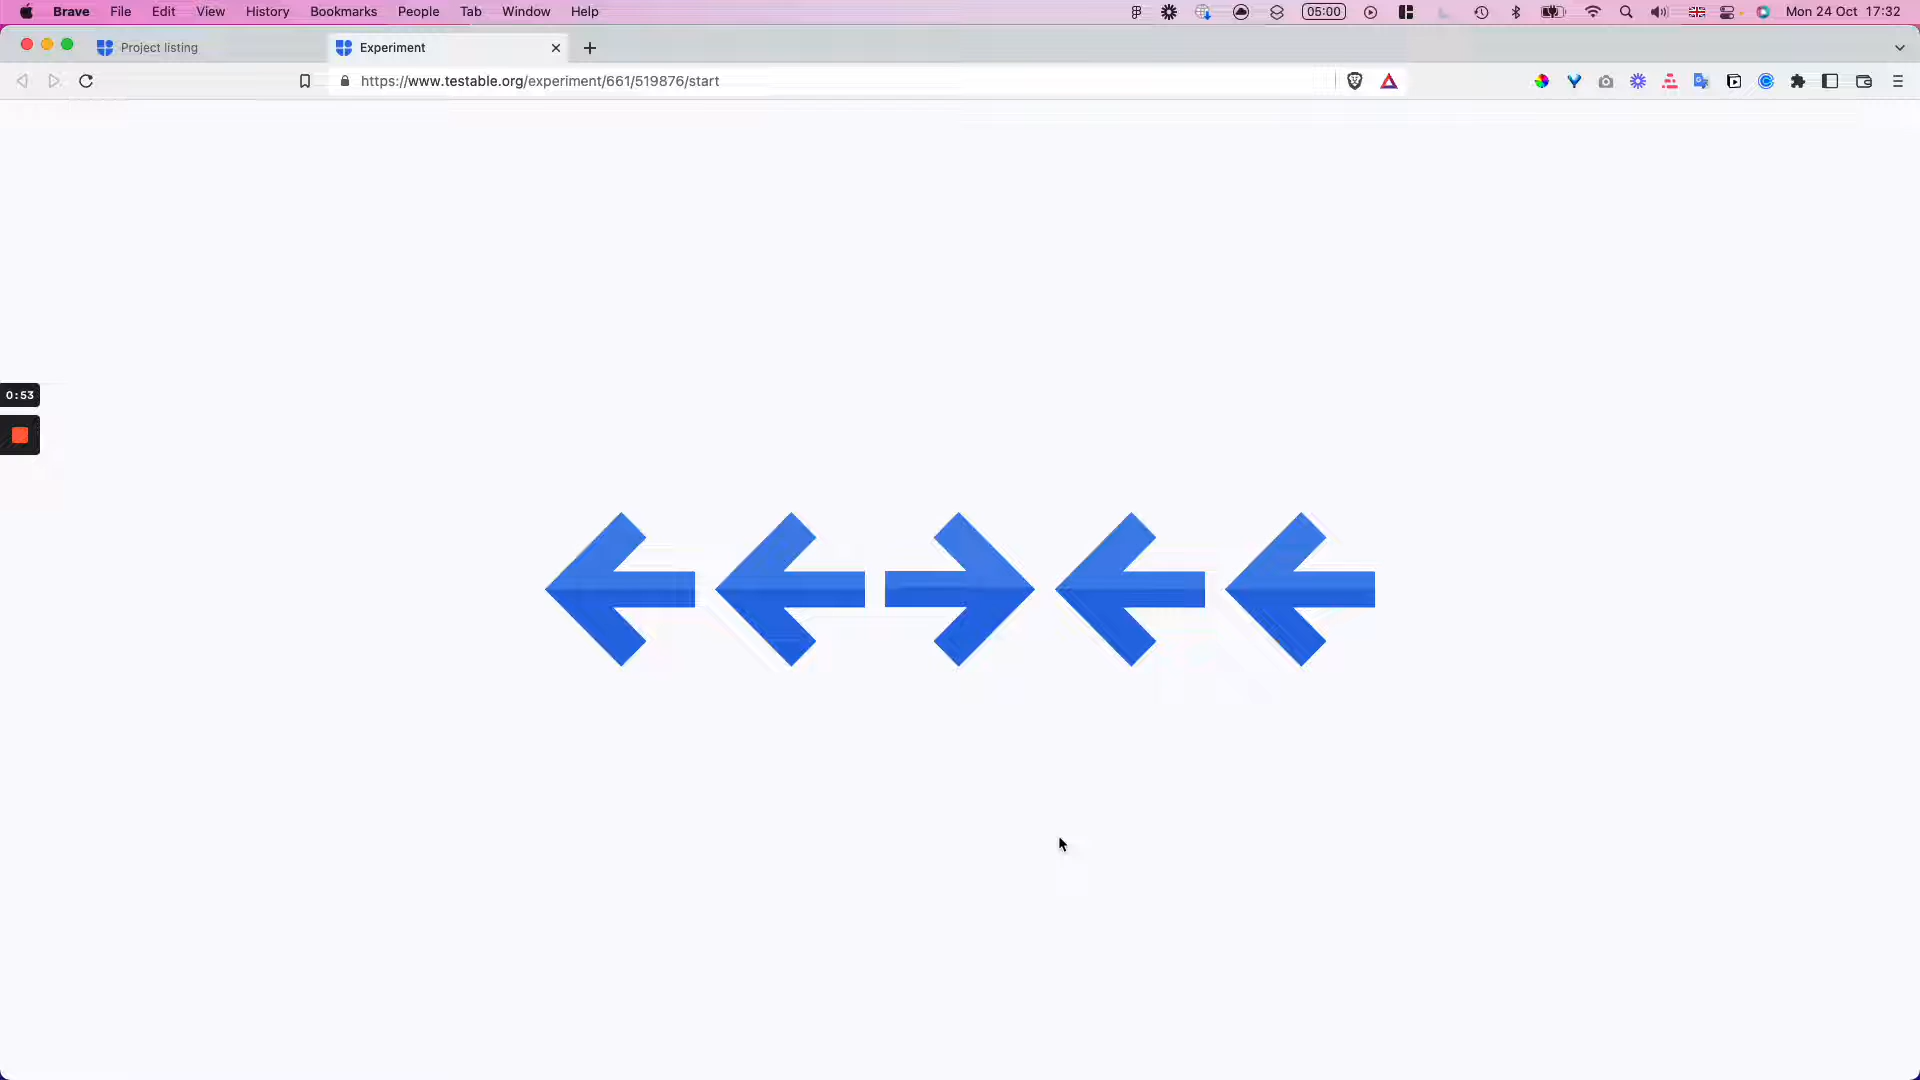 Brave File Edit View History Bookmarks People Tab Window Help 05:00 Mon 24 Oct 17:32
Project listing Experiment
https://www.testable.org/experiment/661/519876/start
0:53